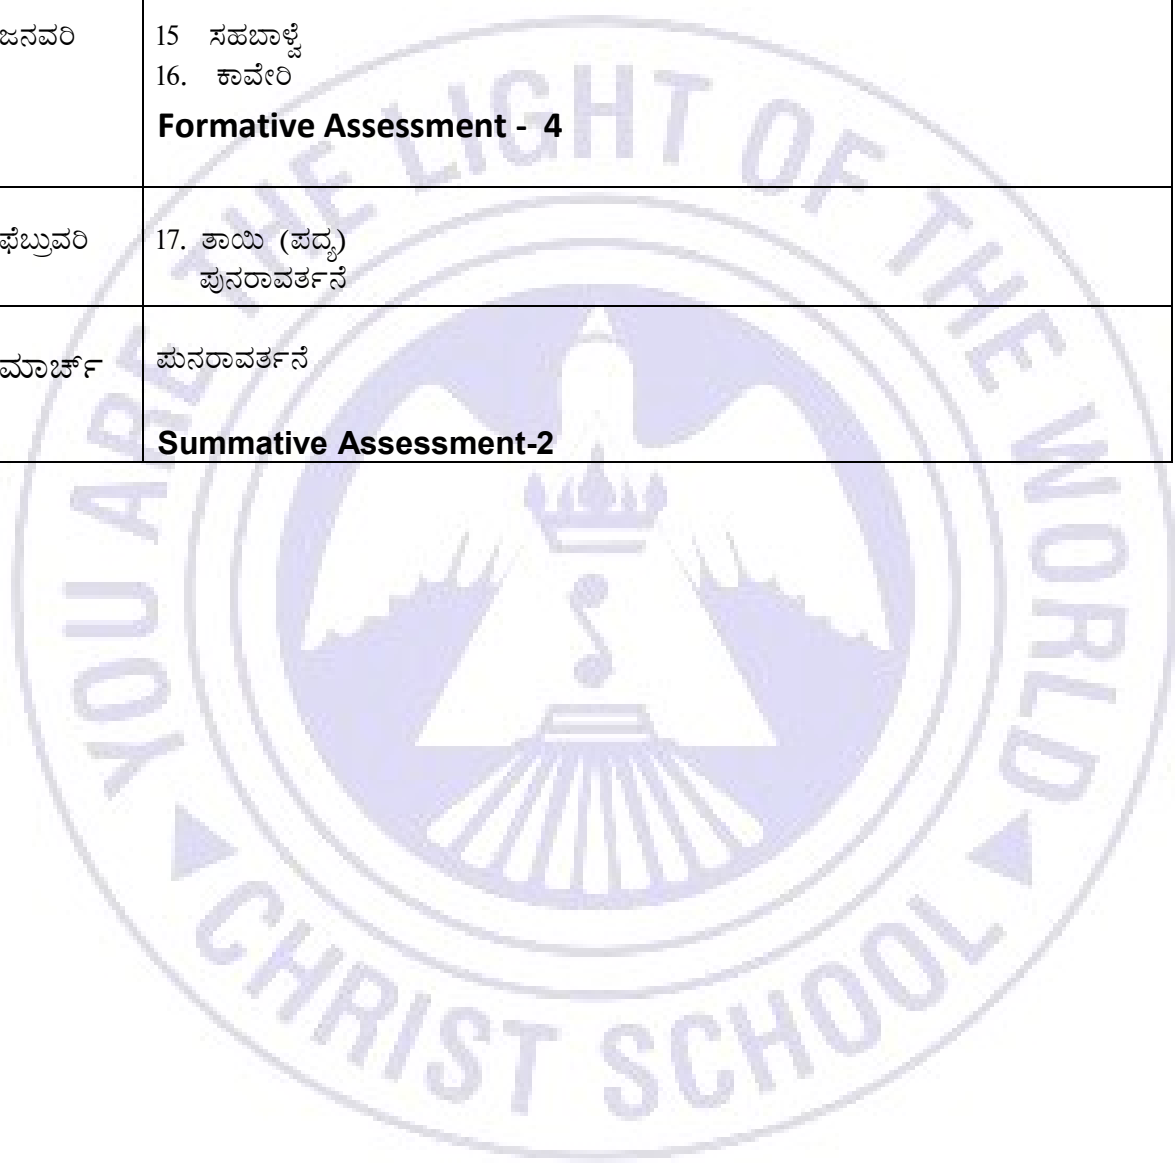 ಜನವರಿ
15 ಸಹಬಾಳ್ವೆ
16. ಕಾವೇರಿ
Formative Assessment - 4
ಫೆಬ್ರುವರಿ
17. ತಾಯಿ (ಪದ್ಯ)
ಪುನರಾವರ್ತನೆ
ಮಾರ್ಚ್
ಪುನರಾವರ್ತನೆ
Summative Assessment-2
YOU ARE THE LIGHT OF THE WORLD
CHRIST SCHOOL